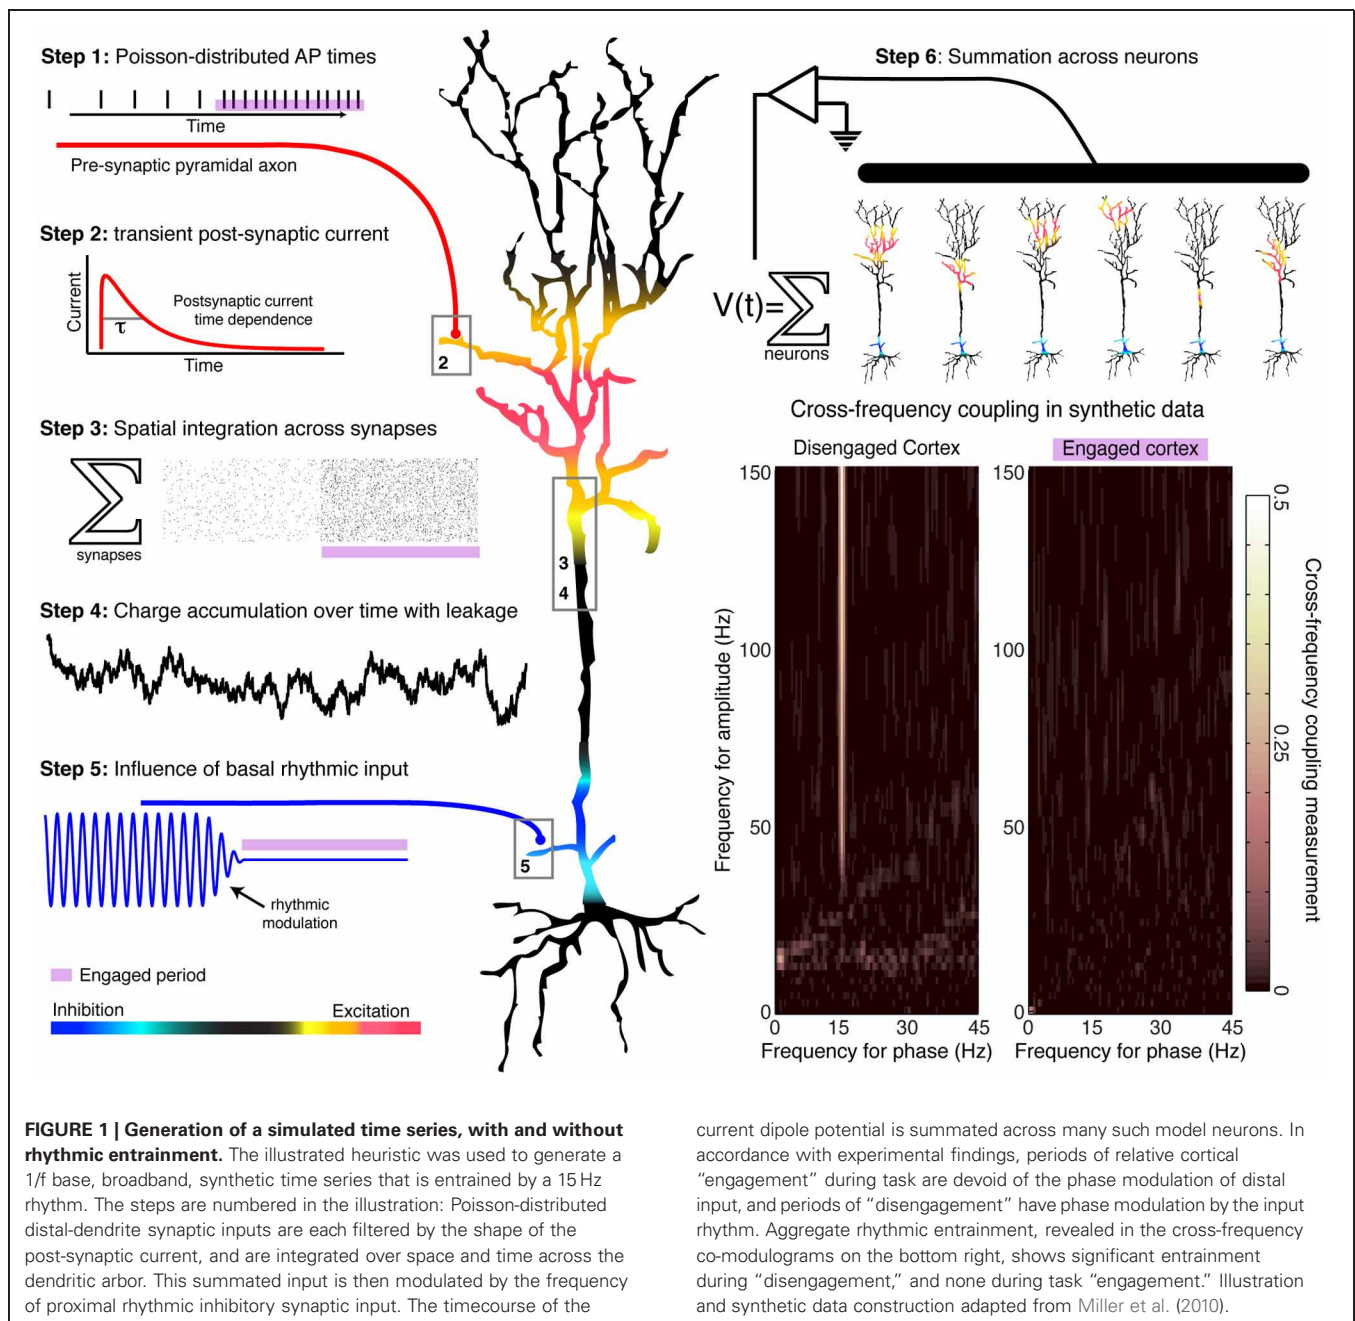 Step 1: Poisson-distributed AP times
Time
Pre-synaptic pyramidal axon
Step 2: transient post-synaptic current
Current
Postsynaptic current
time dependence
τ
Time
2
Step 3: Spatial integration across synapses
Σ
synapses
3
4
Step 4: Charge accumulation over time with leakage
Step 5: Influence of basal rhythmic input
5
rhythmic
modulation
Engaged period
Inhibition Excitation
Step 6: Summation across neurons
V(t)=Σ
neurons
Cross-frequency coupling in synthetic data
Disengaged Cortex
Engaged cortex
Frequency for amplitude (Hz)
150
100
50
0
0 15 30 45
Frequency for phase (Hz)
150
100
50
0
0 15 30 45
Frequency for phase (Hz)
0.5
0.25
0
Cross-frequency coupling measurement
FIGURE 1 | Generation of a simulated time series, with and without
rhythmic entrainment. The illustrated heuristic was used to generate a
1/f base, broadband, synthetic time series that is entrained by a 15 Hz
rhythm. The steps are numbered in the illustration: Poisson-distributed
distal-dendrite synaptic inputs are each filtered by the shape of the
post-synaptic current, and are integrated over space and time across the
dendritic arbor. This summated input is then modulated by the frequency
of proximal rhythmic inhibitory synaptic input. The timecourse of the
current dipole potential is summated across many such model neurons. In
accordance with experimental findings, periods of relative cortical
“engagement” during task are devoid of the phase modulation of distal
input, and periods of “disengagement” have phase modulation by the input
rhythm. Aggregate rhythmic entrainment, revealed in the cross-frequency
co-modulograms on the bottom right, shows significant entrainment
during “disengagement,” and none during task “engagement.” Illustration
and synthetic data construction adapted from Miller et al. (2010).